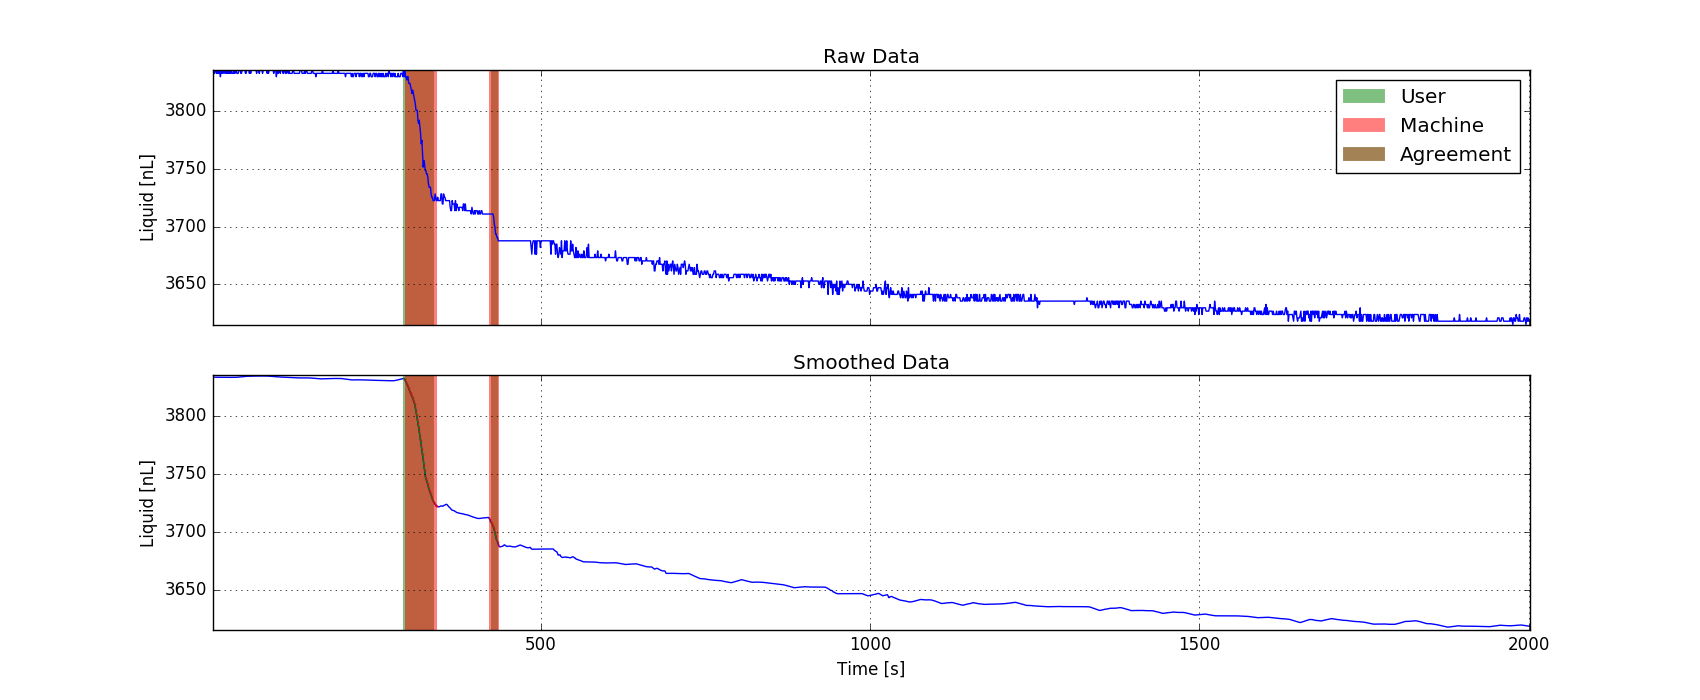 Raw Data
Liquid [nL]
3800
3750
3700
3650
User
Machine
Agreement
Smoothed Data
Liquid [nL]
3800
3750
3700
3650
500
1000
1500
2000
Time [s]